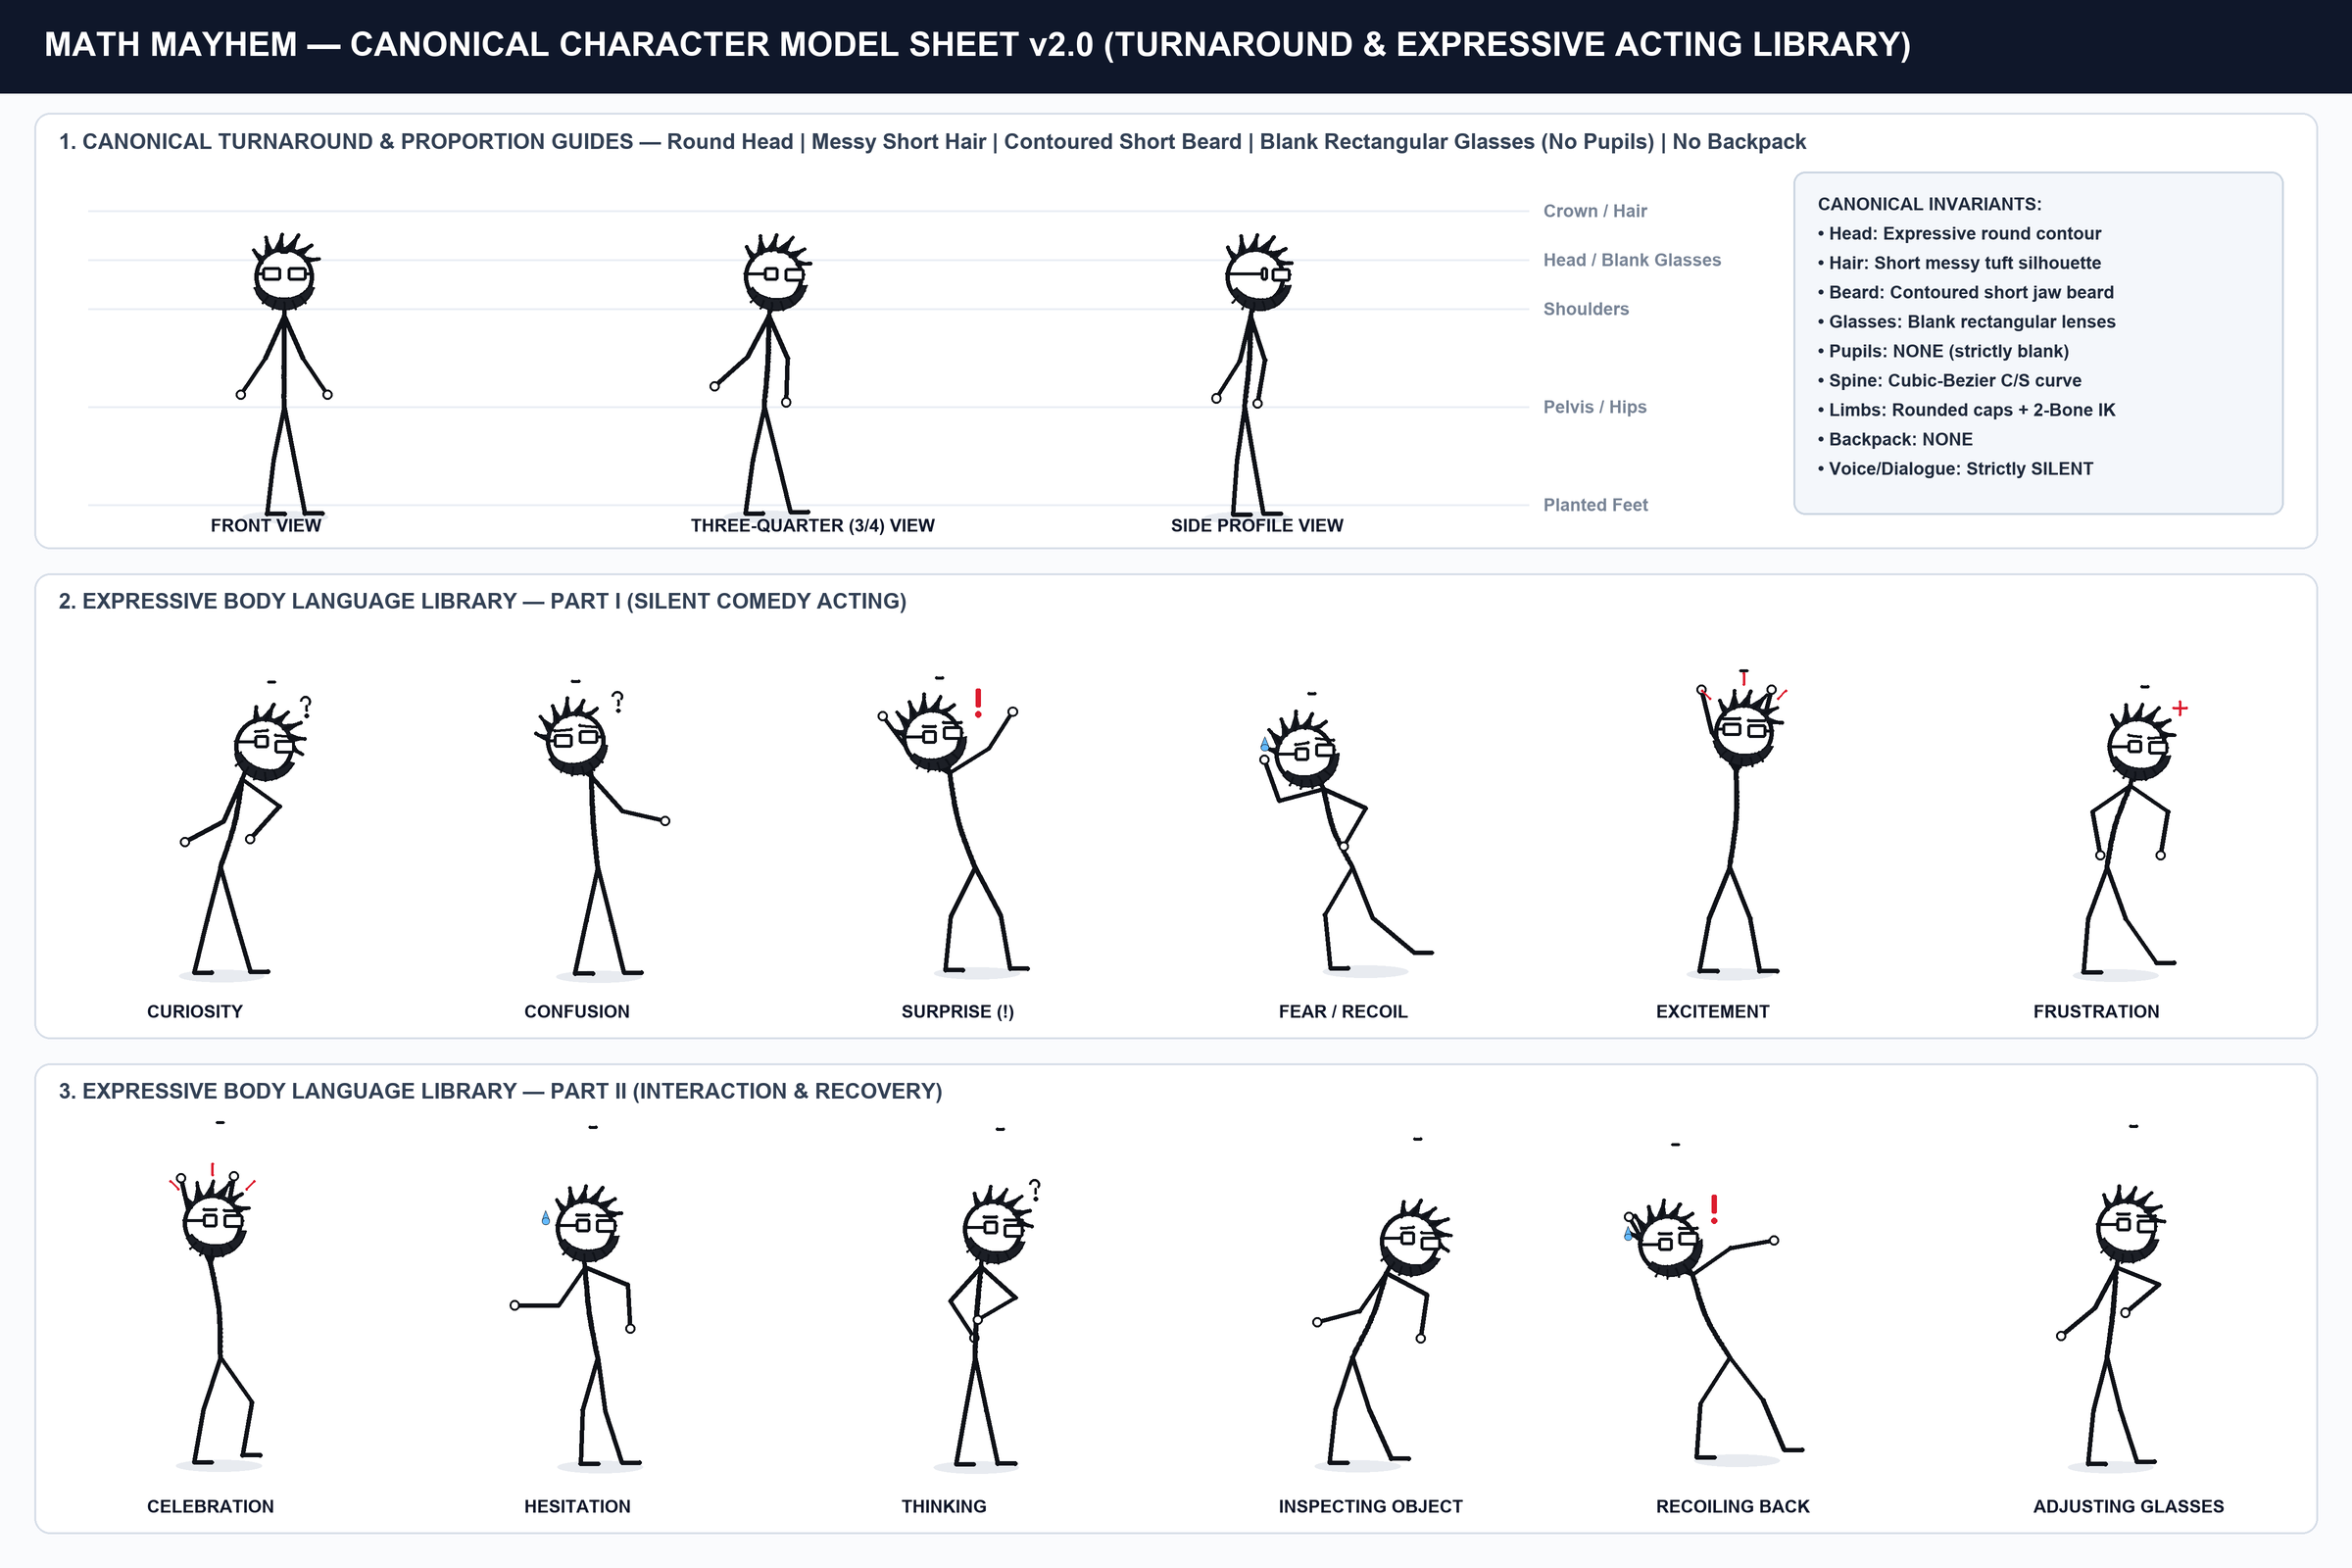 MATH MAYHEM — CANONICAL CHARACTER MODEL SHEET v2.0 (TURNAROUND & EXPRESSIVE ACTING LIBRARY)
1. CANONICAL TURNAROUND & PROPORTION GUIDES — Round Head | Messy Short Hair | Contoured Short Beard | Blank Rectangular Glasses (No Pupils) | No Backpack
Crown / Hair
Head / Blank Glasses
Shoulders
Pelvis / Hips
Planted Feet
FRONT VIEW
THREE-QUARTER (3/4) VIEW
SIDE PROFILE VIEW
CANONICAL INVARIANTS:
• Head: Expressive round contour
• Hair: Short messy tuft silhouette
• Beard: Contoured short jaw beard
• Glasses: Blank rectangular lenses
• Pupils: NONE (strictly blank)
• Spine: Cubic-Bezier C/S curve
• Limbs: Rounded caps + 2-Bone IK
• Backpack: NONE
• Voice/Dialogue: Strictly SILENT
2. EXPRESSIVE BODY LANGUAGE LIBRARY — PART I (SILENT COMEDY ACTING)
?
?
!
CURIOSITY
CONFUSION
SURPRISE (!)
FEAR / RECOIL
EXCITEMENT
FRUSTRATION
3. EXPRESSIVE BODY LANGUAGE LIBRARY — PART II (INTERACTION & RECOVERY)
?
!
CELEBRATION
HESITATION
THINKING
INSPECTING OBJECT
RECOILING BACK
ADJUSTING GLASSES